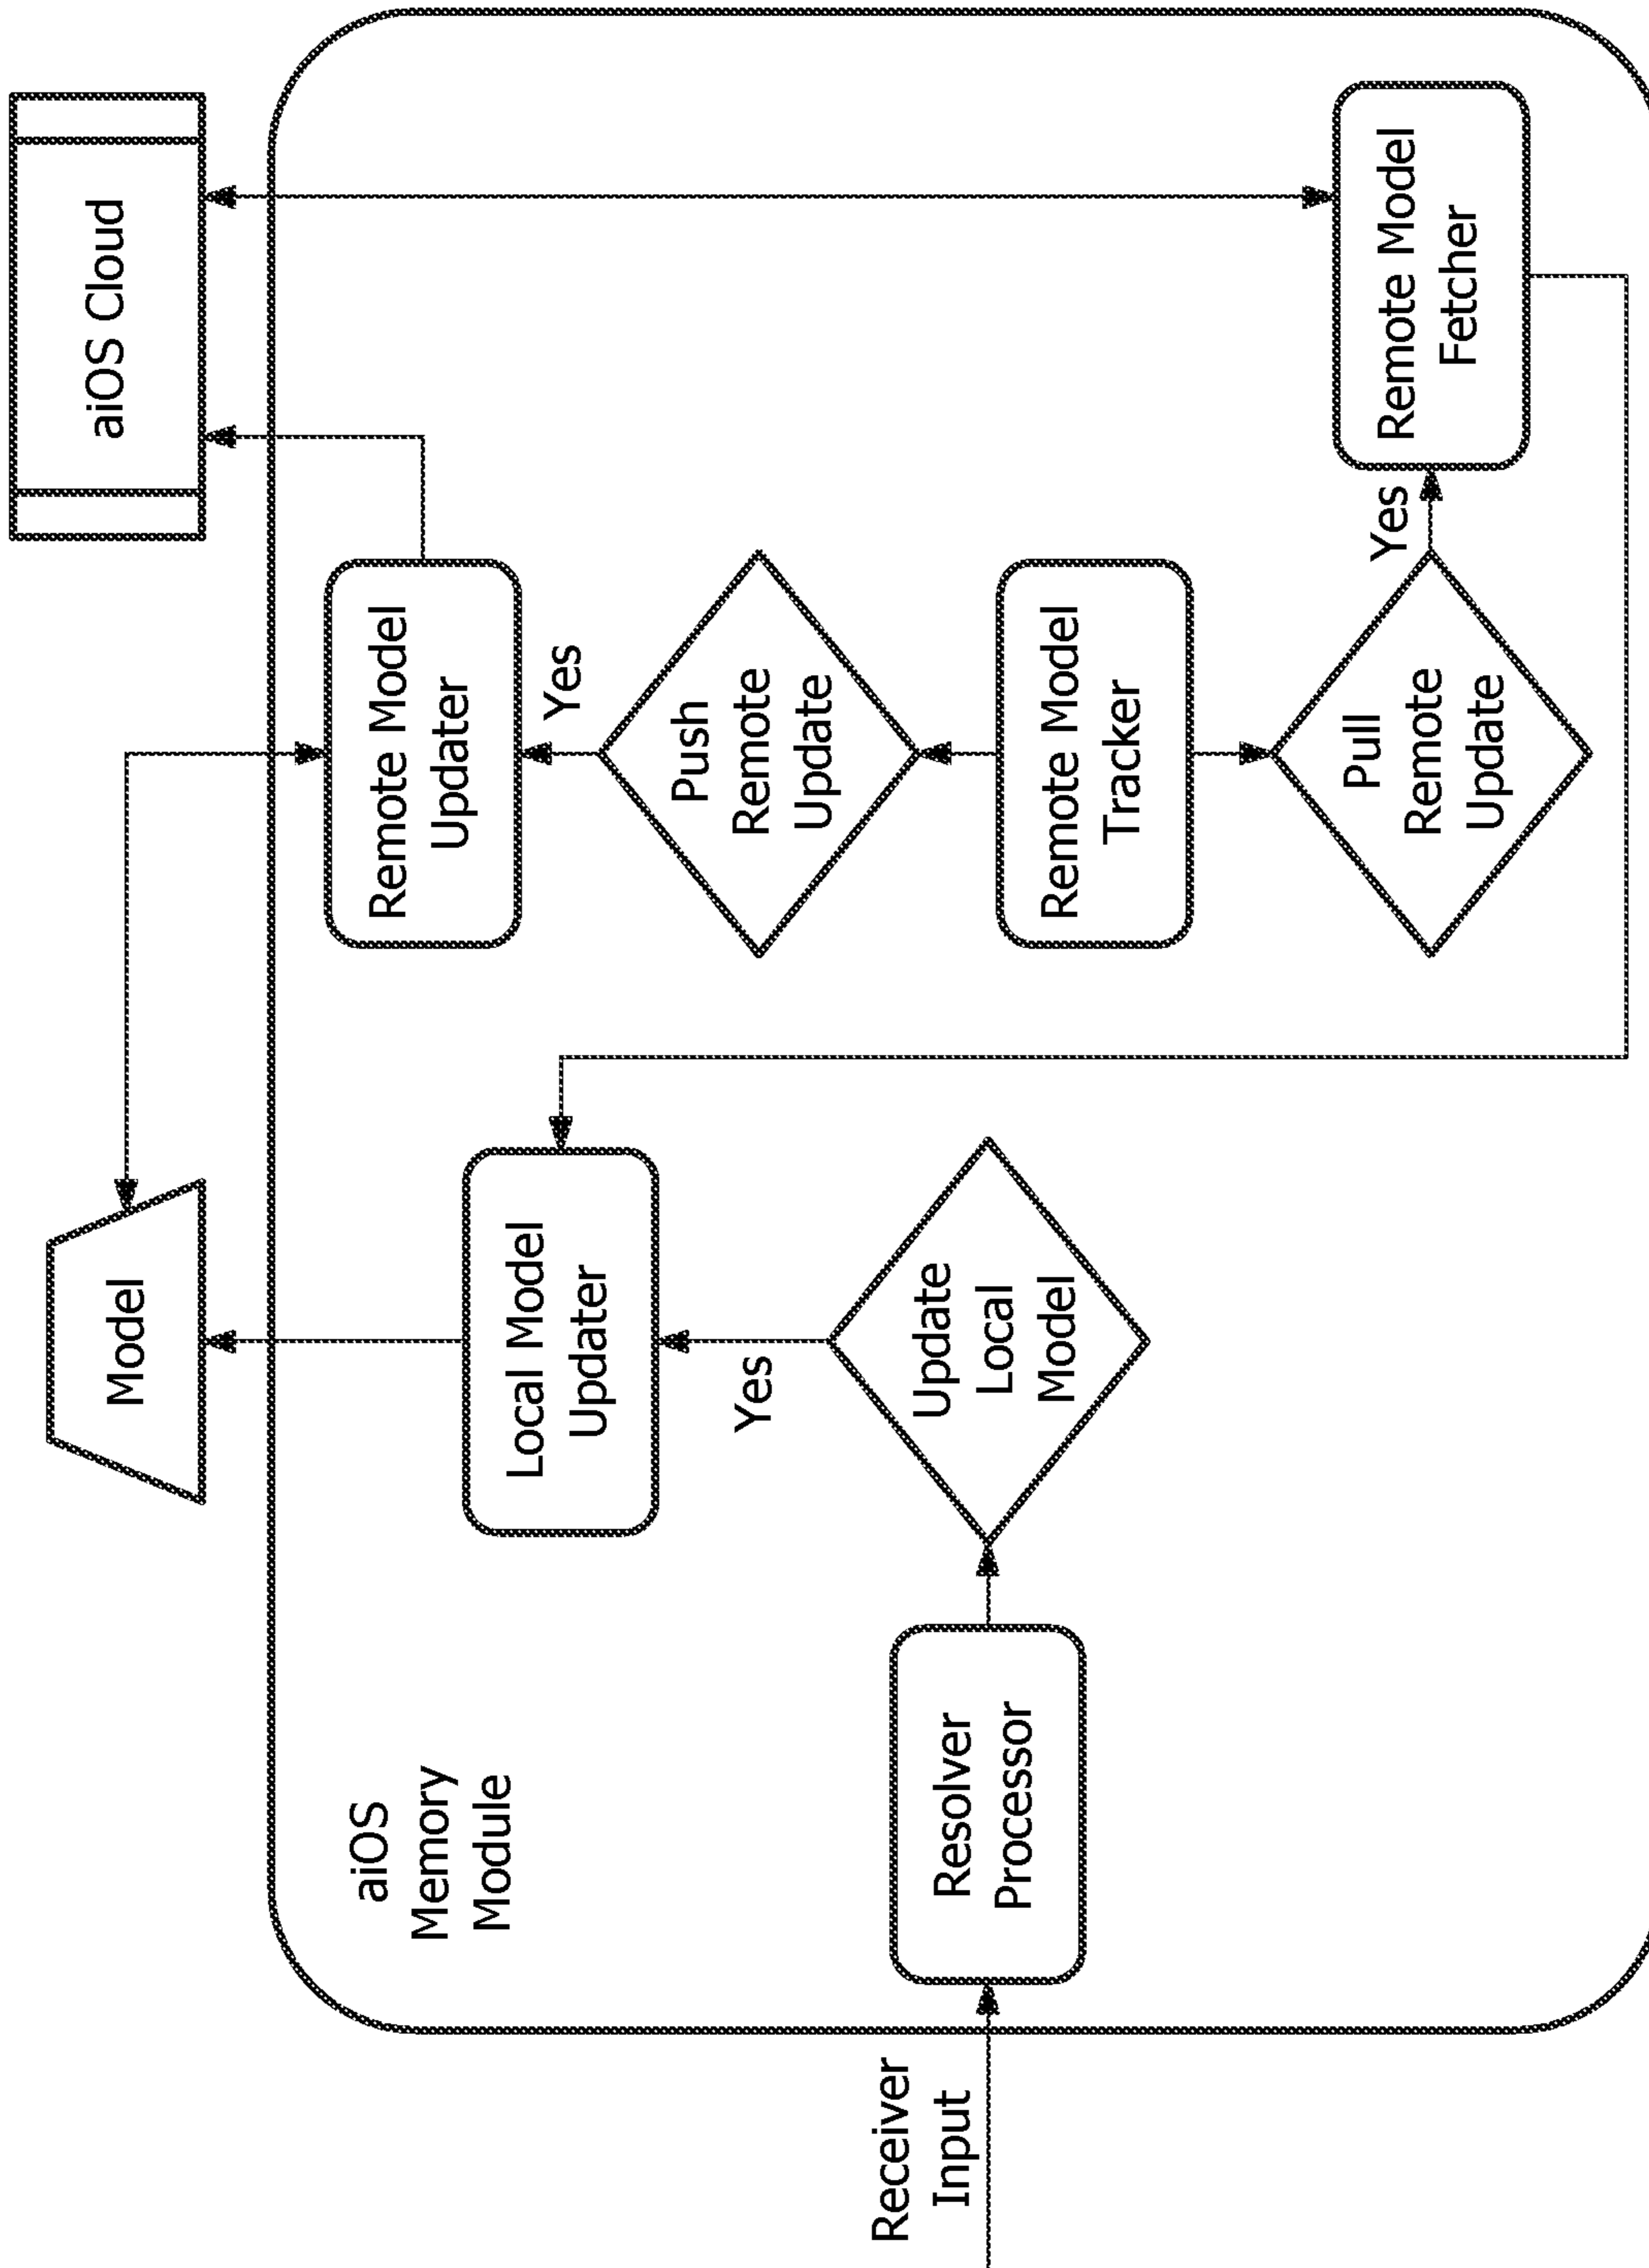 Model
aiOS Cloud
aiOS
Memory
Module
Remote Model
Updater
Local Model
Updater
Yes
Push
Remote
Update
Yes
Receiver
Input
Resolver
Processor
Update
Local
Model
Remote Model
Tracker
Pull
Remote
Update
Yes
Remote Model
Fetcher